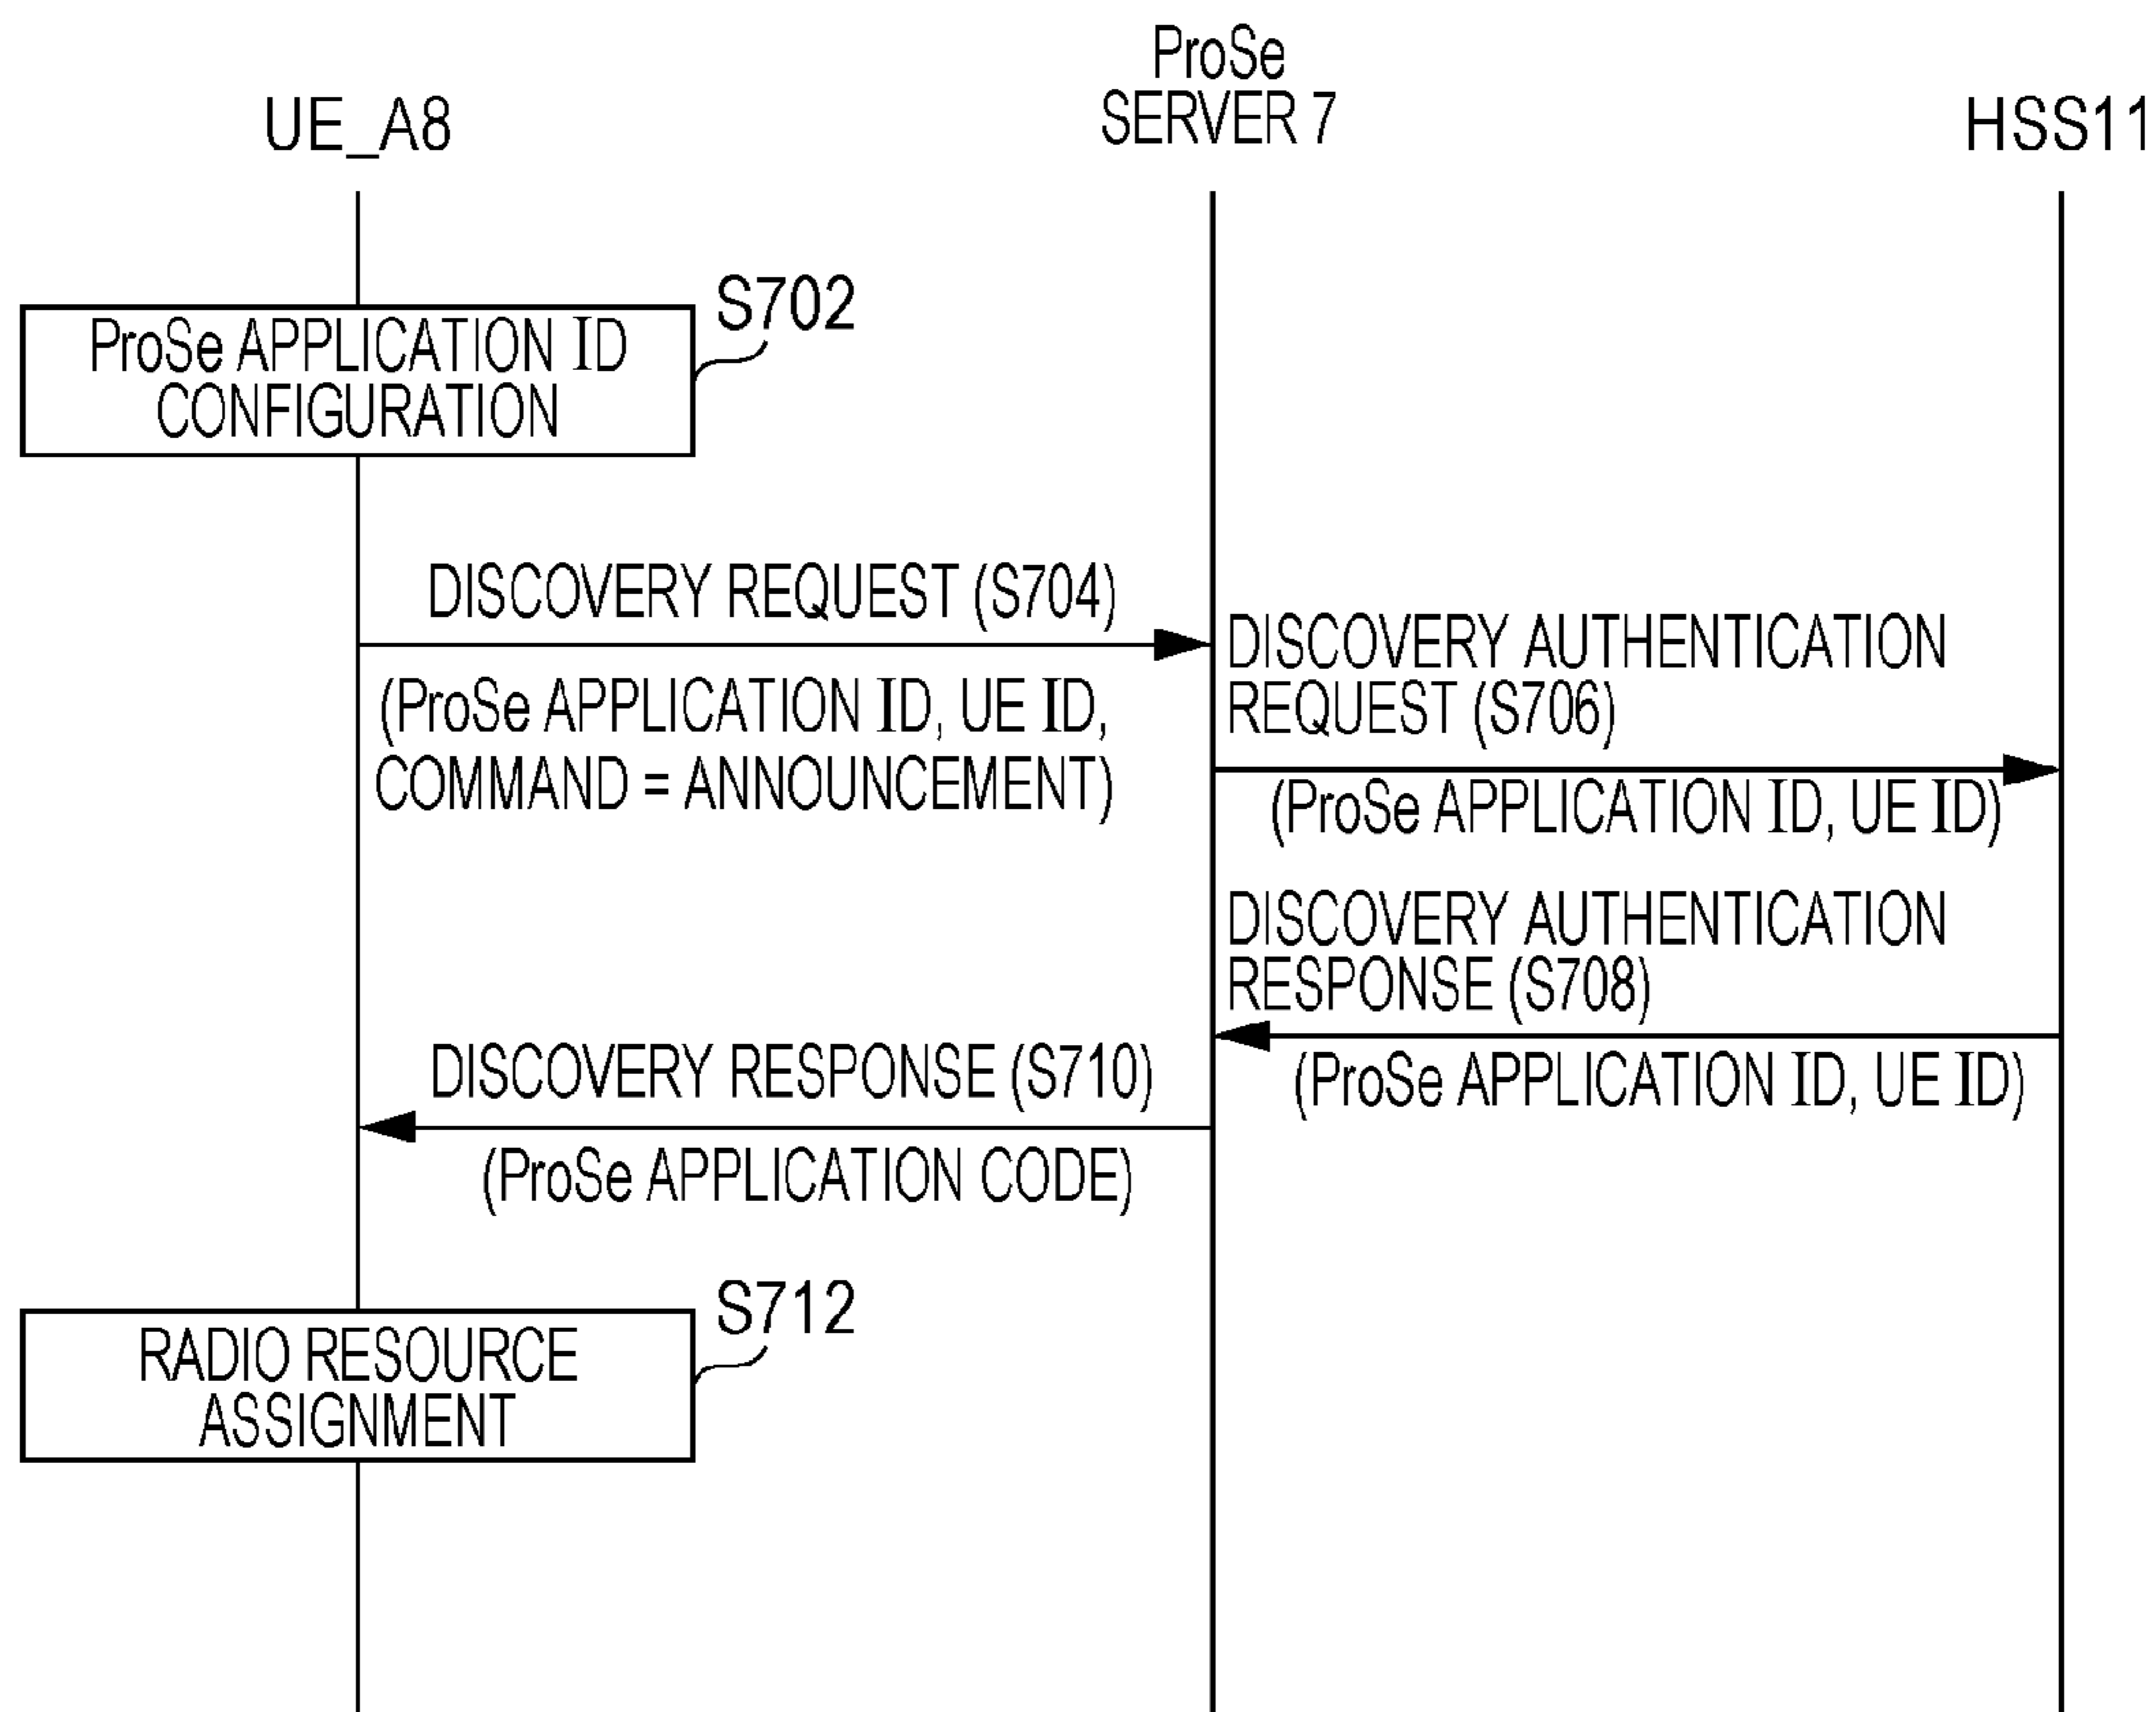 UE_A8
ProSe
SERVER 7
HSS11
S702
ProSe APPLICATION ID
CONFIGURATION
DISCOVERY REQUEST (S704)
(ProSe APPLICATION ID, UE ID,
COMMAND = ANNOUNCEMENT)
DISCOVERY AUTHENTICATION
REQUEST (S706)
(ProSe APPLICATION ID, UE ID)
DISCOVERY AUTHENTICATION
RESPONSE (S708)
(ProSe APPLICATION ID, UE ID)
DISCOVERY RESPONSE (S710)
(ProSe APPLICATION CODE)
S712
RADIO RESOURCE
ASSIGNMENT